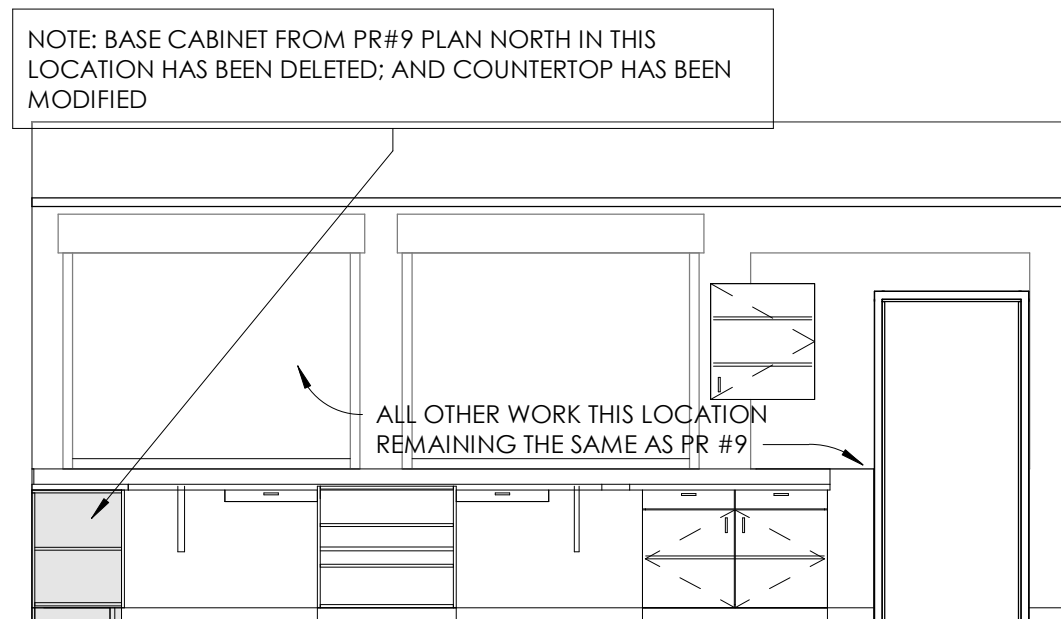 NOTE: BASE CABINET FROM PR#9 PLAN NORTH IN THIS
LOCATION HAS BEEN DELETED; AND COUNTERTOP HAS BEEN
MODIFIED
ALL OTHER WORK THIS LOCATION
REMAINING THE SAME AS PR #9